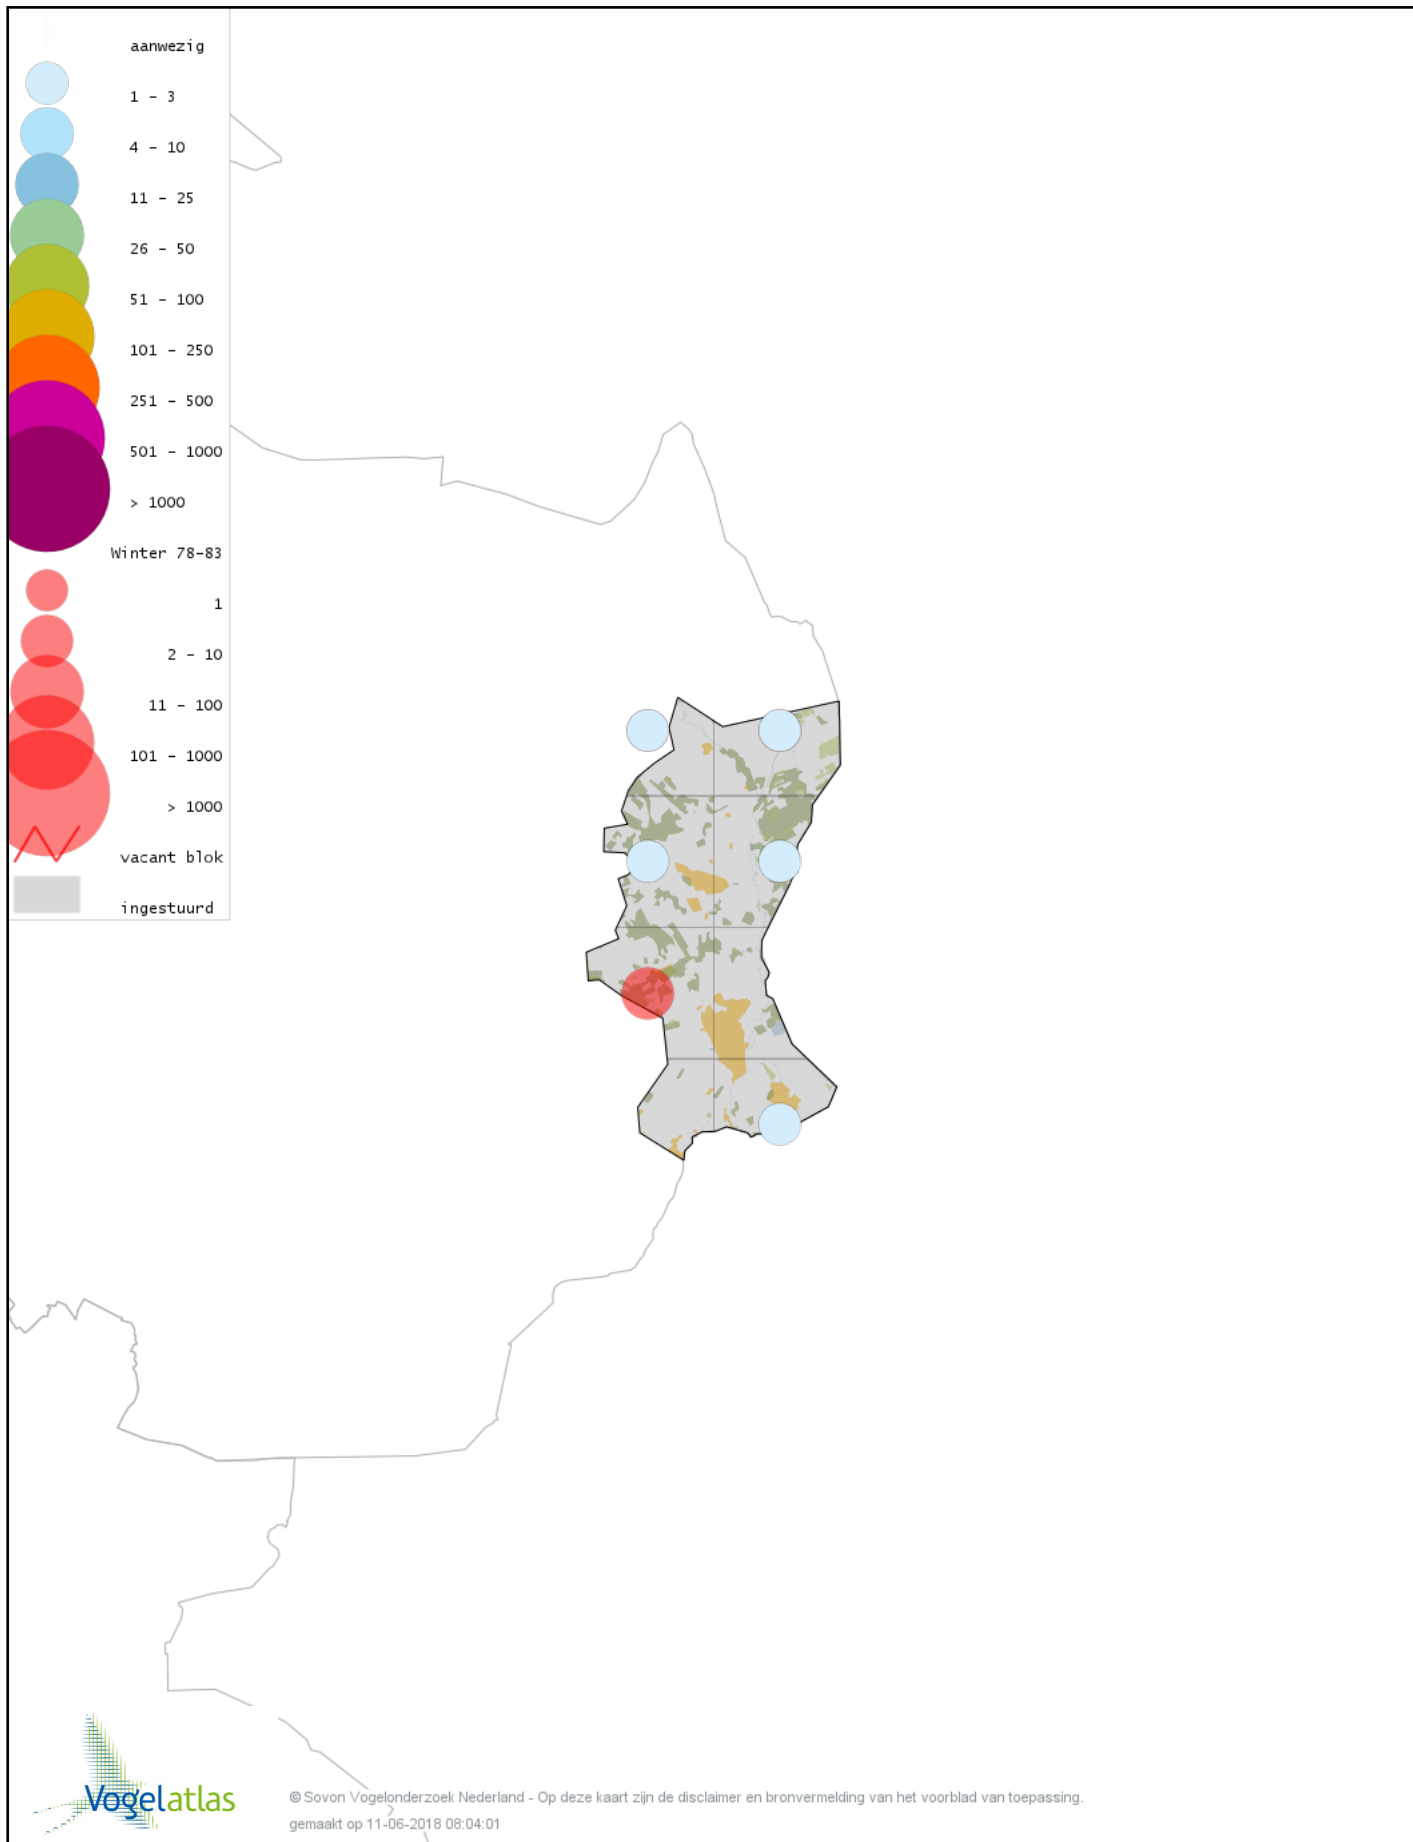 aanwezig
1 - 3
4 - 10
11 - 25
26 - 50
51 - 100
101 - 250
251 - 500
501 - 1000
> 1000
Winter 78-83
1
2 - 10
11 - 100
101 - 1000
> 1000
vacant blok
ingestuurd
Vogelatlas
© Sovon Vogelonderzoek Nederland - Op deze kaart zijn de disclaimer en bronvermelding van het voorblad van toepassing.
gemaakt op 11-06-2018 08:04:01